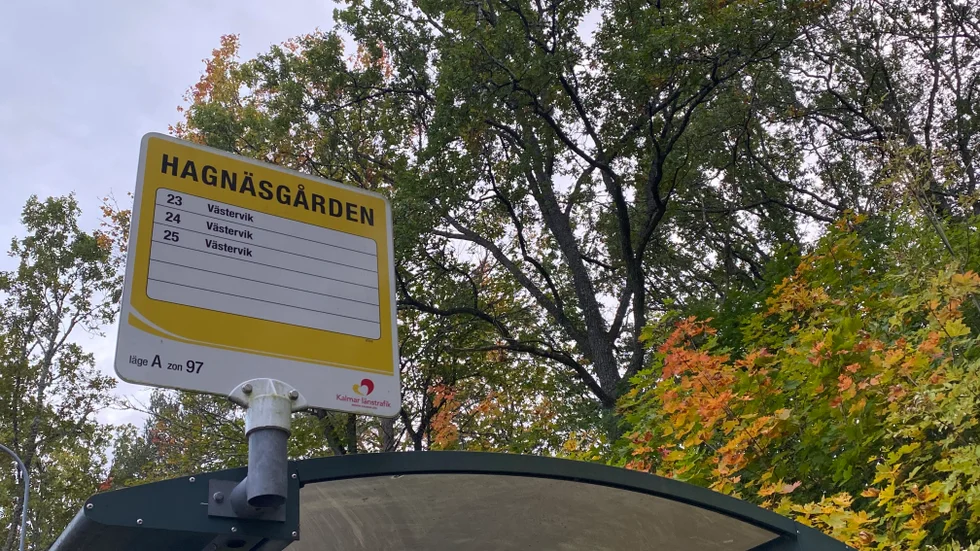 HAGNÄSGÅRDEN
23 Västervik
24 Västervik
25 Västervik
läge A zon 97
Kalmar länstrafik